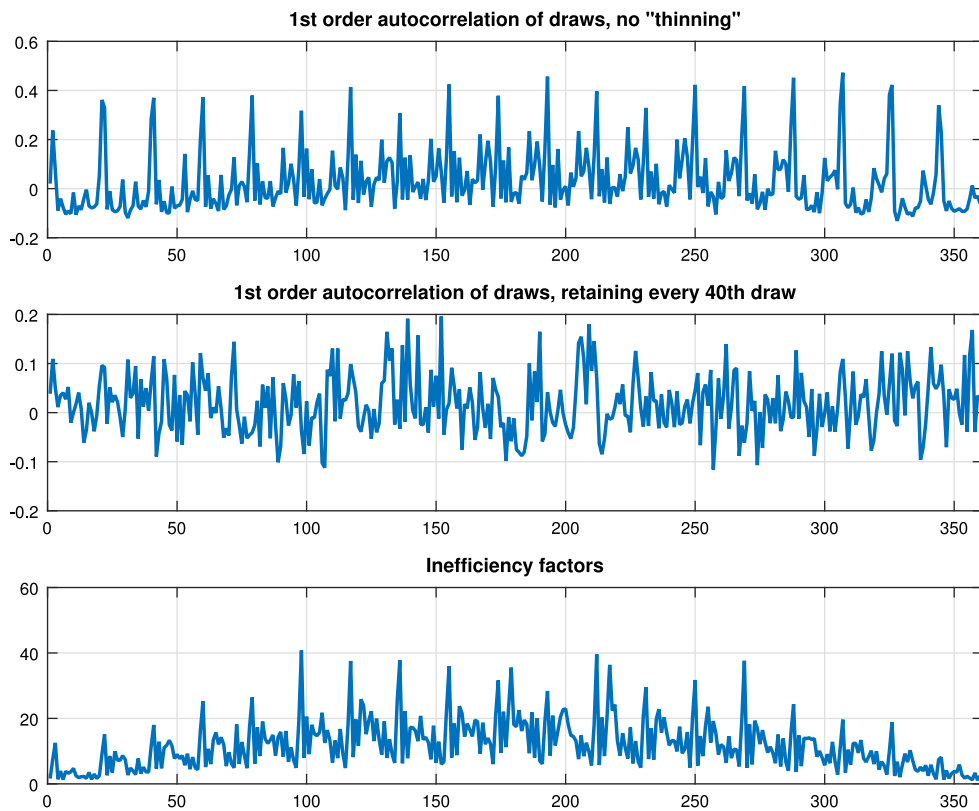 1st order autocorrelation of draws, no "thinning"
0.6
0.4
0.2
0
-0.2
0 50 100 150 200 250 300 350
1st order autocorrelation of draws, retaining every 40th draw
0.2
0.1
0
-0.1
-0.2
0 50 100 150 200 250 300 350
Inefficiency factors
60
40
20
0
0 50 100 150 200 250 300 350